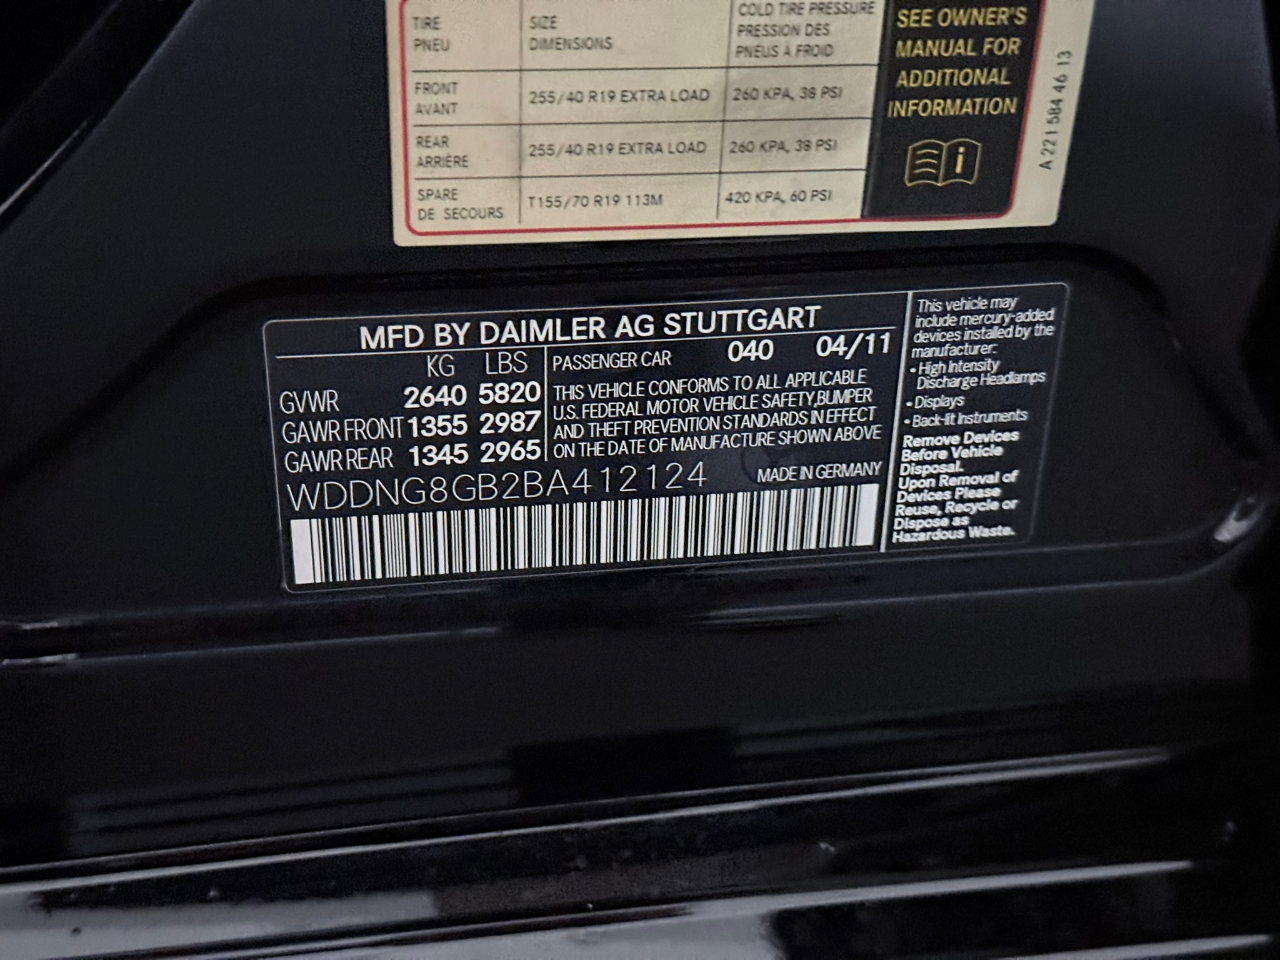 TIRE PNEU SIZE DIMENSIONS COLD TIRE PRESSURE PRESSION DES PNEUS À FROID
FRONT AVANT 255/40 R19 EXTRA LOAD 260 KPA, 38 PSI
REAR ARRIÈRE 255/40 R19 EXTRA LOAD 260 KPA, 38 PSI
SPARE DE SECOURS T155/70 R19 113M 420 KPA, 60 PSI
SEE OWNER'S
MANUAL FOR
ADDITIONAL
INFORMATION
A 221 584 46 13
MFD BY DAIMLER AG STUTTGART
KG LBS
GVWR 2640 5820
GAWR FRONT 1355 2987
GAWR REAR 1345 2965
PASSENGER CAR 040 04/11
THIS VEHICLE CONFORMS TO ALL APPLICABLE
U.S. FEDERAL MOTOR VEHICLE SAFETY,BUMPER
AND THEFT PREVENTION STANDARDS IN EFFECT
ON THE DATE OF MANUFACTURE SHOWN ABOVE
WDDNG8GB2BA412124 MADE IN GERMANY
This vehicle may
include mercury-added
devices installed by the
manufacturer:
• High Intensity
Discharge Headlamps
• Displays
• Back-lit Instruments
Remove Devices
Before Vehicle
Disposal.
Upon Removal of
Devices Please
Reuse, Recycle or
Dispose as
Hazardous Waste.